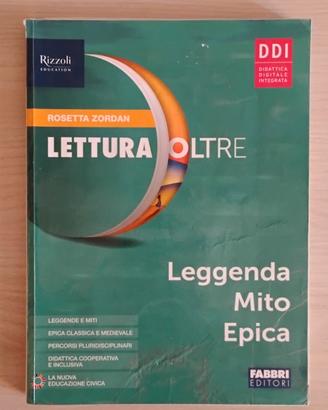 Rizzoli
EDUCATION
DDI
DIDATTICA
DIGITALE
INTEGRATA
ROSETTA ZORDAN
LETTURA OLTRE
Leggenda
Mito
Epica
LEGGENDE E MITI
EPICA CLASSICA E MEDIEVALE
PERCORSI PLURIDISCIPLINARI
DIDATTICA COOPERATIVA
E INCLUSIVA
LA NUOVA
EDUCAZIONE CIVICA
FABBRI
EDITORI